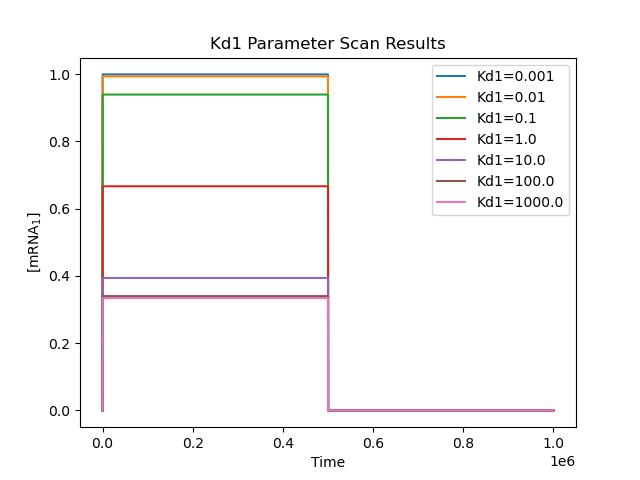 Kd1 Parameter Scan Results
[mRNA₁]
1.0
0.8
0.6
0.4
0.2
0.0
Kd1=0.001
Kd1=0.01
Kd1=0.1
Kd1=1.0
Kd1=10.0
Kd1=100.0
Kd1=1000.0
0.0 0.2 0.4 0.6 0.8 1.0
1e6
Time